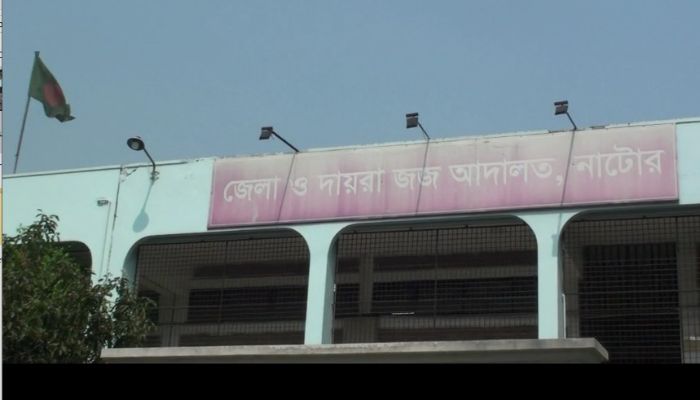 জেলা ও দায়রা জজ আদালত, নাটোর